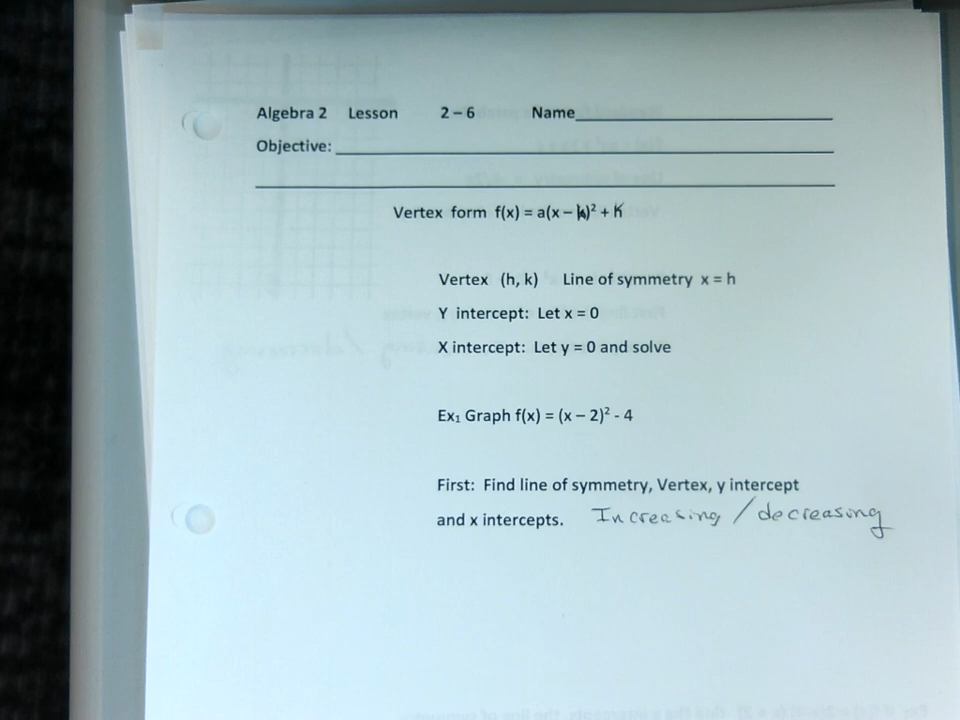 Algebra 2 Lesson 2 – 6 Name
Objective:
Vertex form f(x) = a(x – h)² + K
Vertex (h, k) Line of symmetry x = h
Y intercept: Let x = 0
X intercept: Let y = 0 and solve
Ex₁ Graph f(x) = (x – 2)² - 4
First: Find line of symmetry, Vertex, y intercept
and x intercepts. Increasing / decreasing